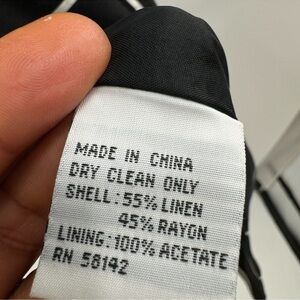 MADE IN CHINA
DRY CLEAN ONLY
SHELL:55% LINEN
45% RAYON
LINING:100% ACETATE
RN 58142